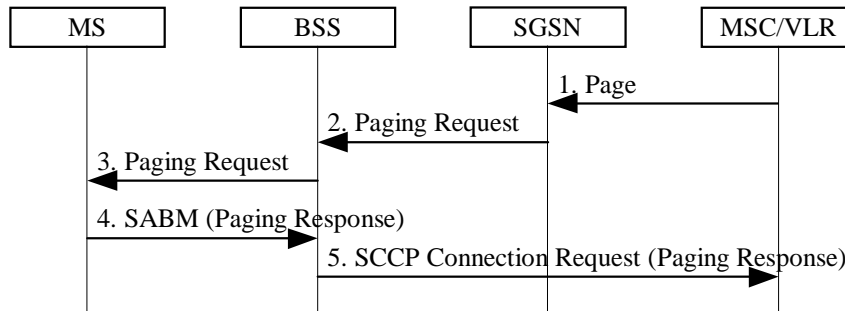 MS
BSS
SGSN
MSC/VLR
1. Page
2. Paging Request
3. Paging Request
4. SABM (Paging Response)
5. SCCP Connection Request (Paging Response)